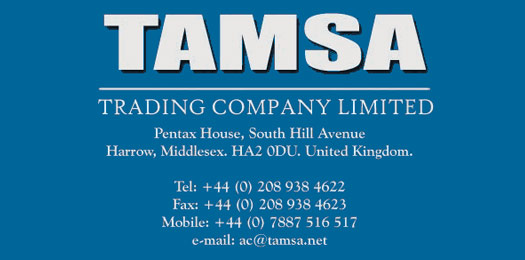 TAMSA
TRADING COMPANY LIMITED
Pentax House, South Hill Avenue
Harrow, Middlesex. HA2 0DU. United Kingdom.
Tel: +44 (0) 208 938 4622
Fax: +44 (0) 208 938 4623
Mobile: +44 (0) 7887 516 517
e-mail: ac@tamsa.net